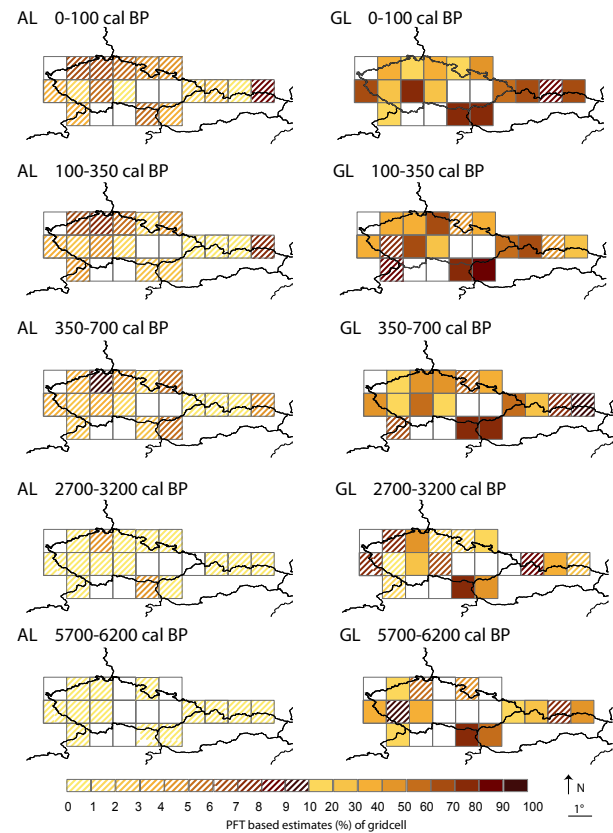 AL 0-100 cal BP
GL 0-100 cal BP
AL 100-350 cal BP
GL 100-350 cal BP
AL 350-700 cal BP
GL 350-700 cal BP
AL 2700-3200 cal BP
GL 2700-3200 cal BP
AL 5700-6200 cal BP
GL 5700-6200 cal BP
0 1 2 3 4 5 6 7 8 9 10 20 30 40 50 60 70 80 90 100
PFT based estimates (%) of gridcell
N
1°